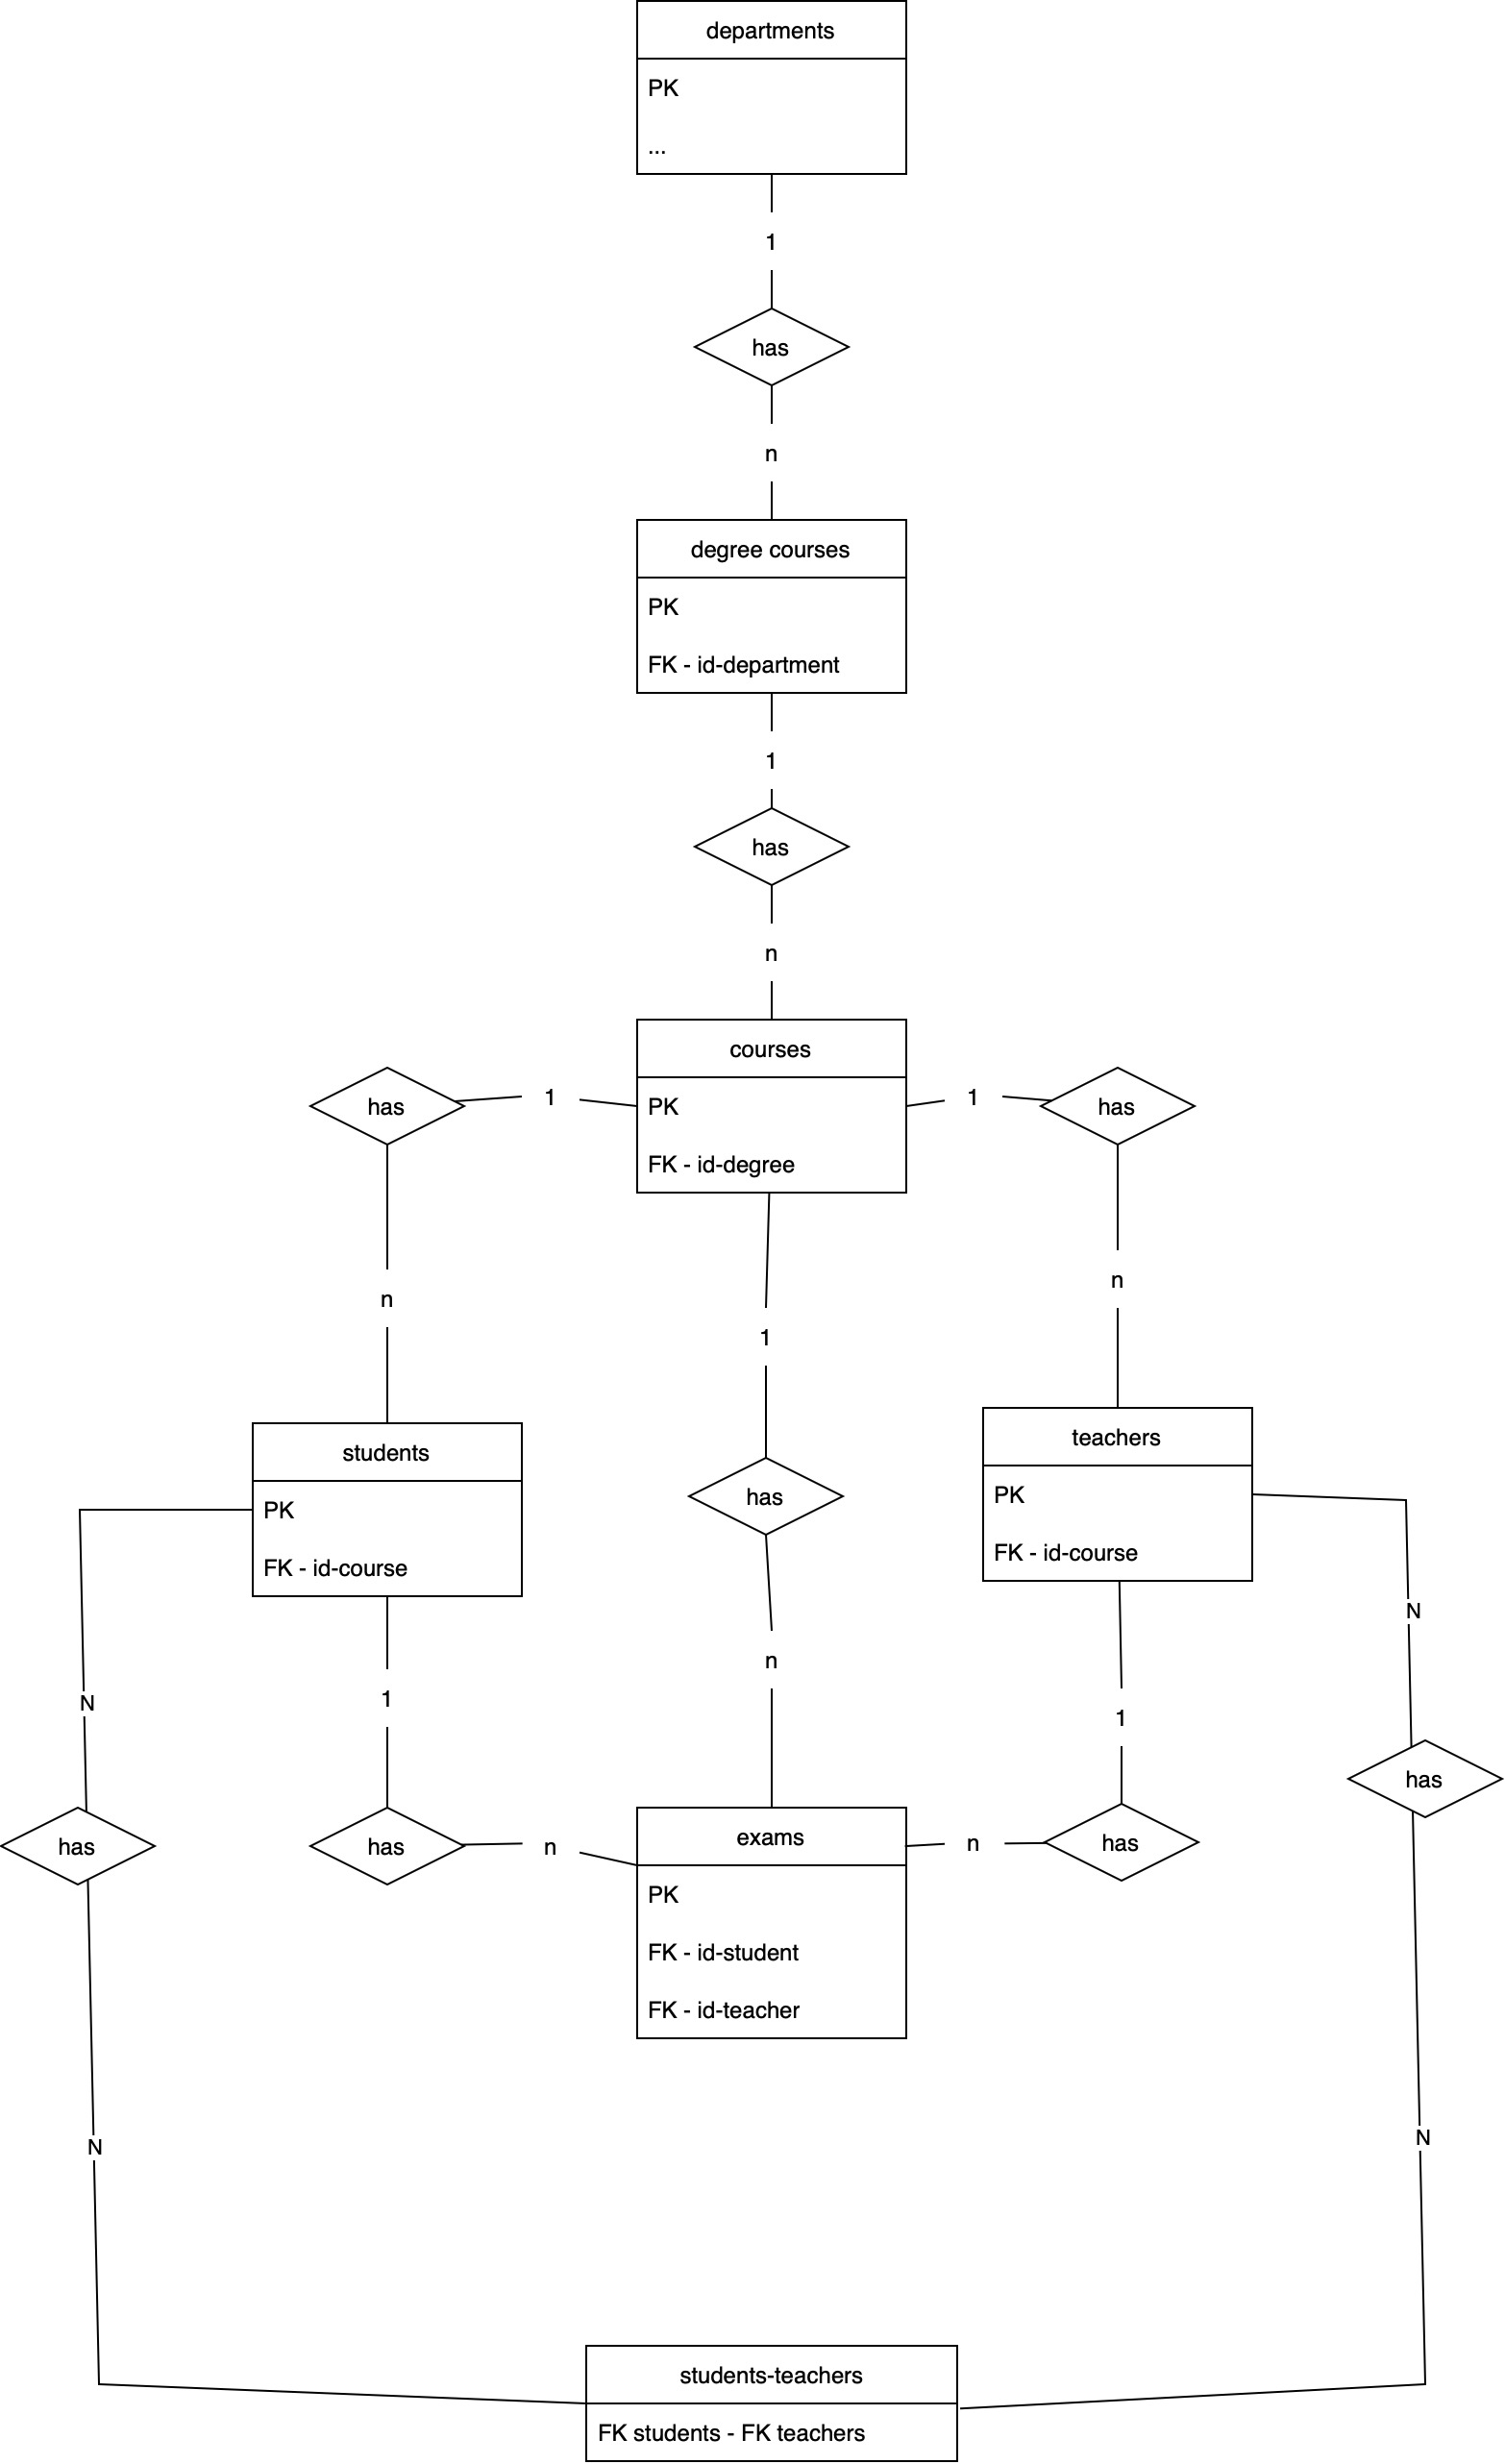 departments
PK
...
1
has
n
degree courses
PK
FK - id-department
1
has
n
courses
PK
FK - id-degree
has
1
1
has
n
1
n
students
PK
FK - id-course
has
teachers
PK
FK - id-course
N
N
1
n
1
has
has
has
n
exams
PK
FK - id-student
FK - id-teacher
n
has
N
N
students-teachers
FK students - FK teachers